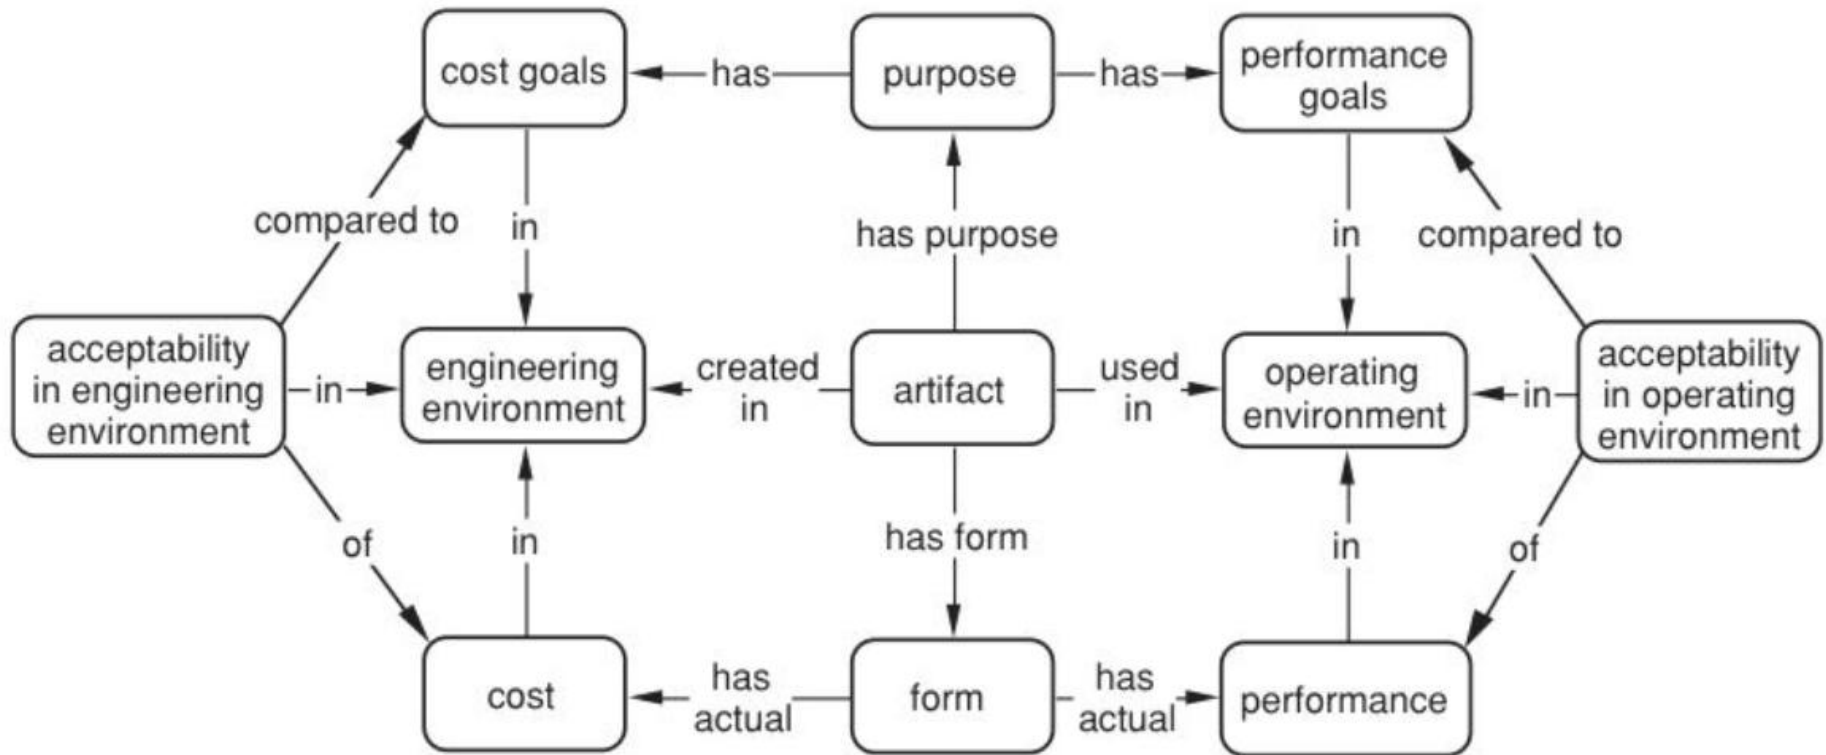 cost goals
has
purpose
has
performance
goals
compared to
in
has purpose
in
compared to
acceptability
in engineering
environment
in
engineering
environment
created
in
artifact
used
in
operating
environment
in
acceptability
in operating
environment
of
in
has form
in
of
cost
has
actual
form
has
actual
performance